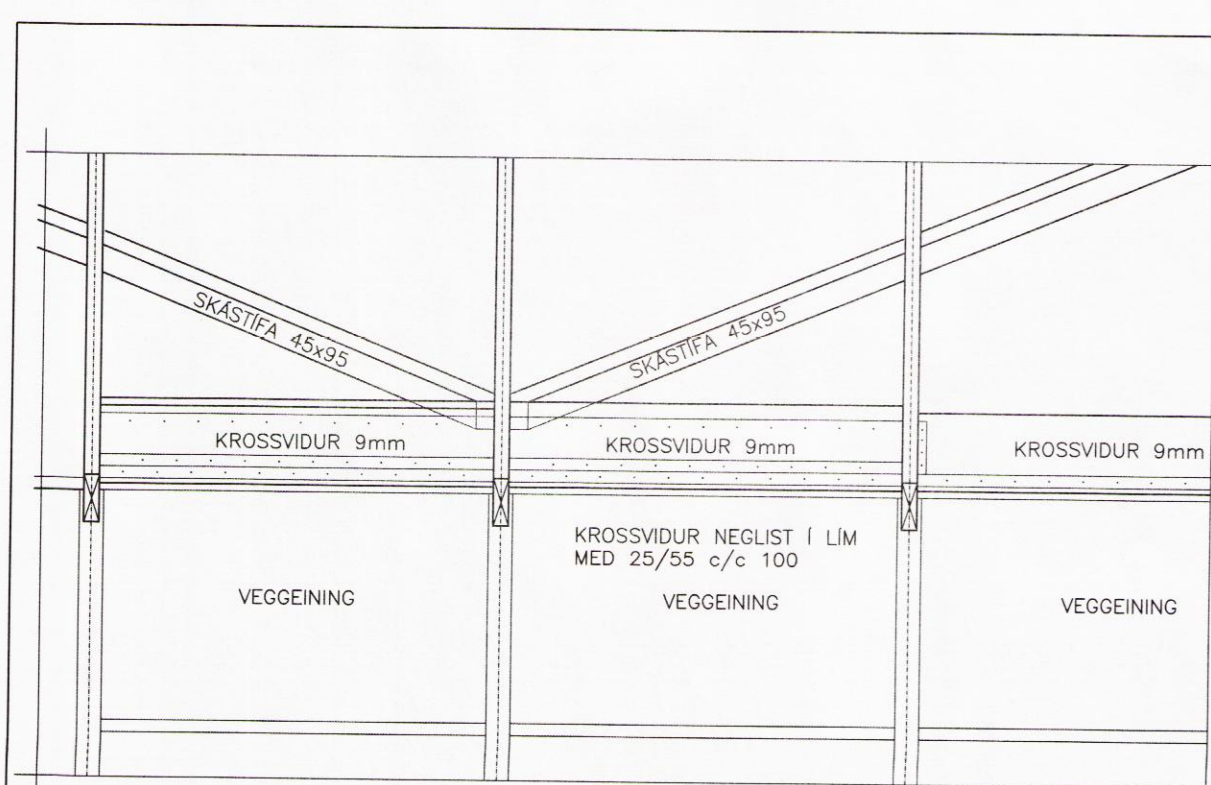 SKÁSTÍFA 45x95
SKÁSTÍFA 45x95
KROSSVIDUR 9mm
KROSSVIDUR 9mm
KROSSVIDUR 9mm
KROSSVIDUR NEGLIST Í LÍM
MED 25/55 c/c 100
VEGGEINING
VEGGEINING
VEGGEINING